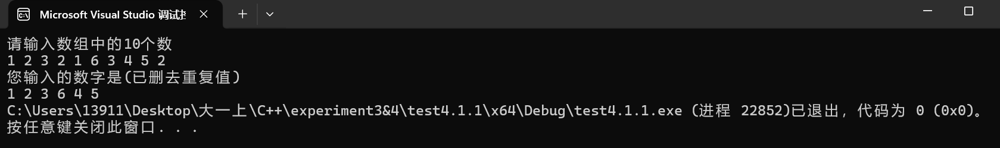 Microsoft Visual Studio 调试
请输入数组中的10个数
1 2 3 2 1 6 3 4 5 2
您输入的数字是(已删去重复值)
1 2 3 6 4 5
C:\Users\13911\Desktop\大一上\C++\experiment3&4\test4.1.1\x64\Debug\test4.1.1.exe (进程 22852)已退出，代码为 0 (0x0)。
按任意键关闭此窗口. . .